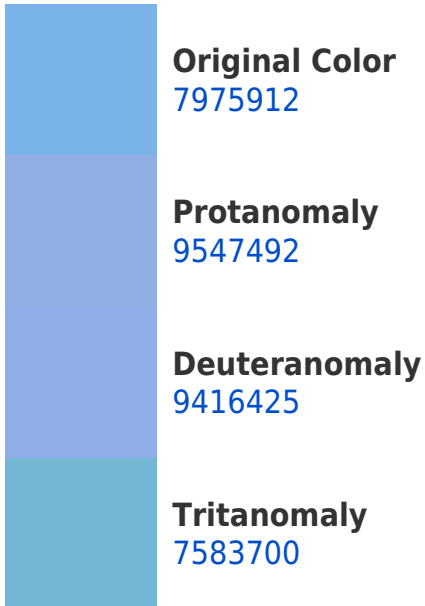 Original Color
7975912
Protanomaly
9547492
Deuteranomaly
9416425
Tritanomaly
7583700